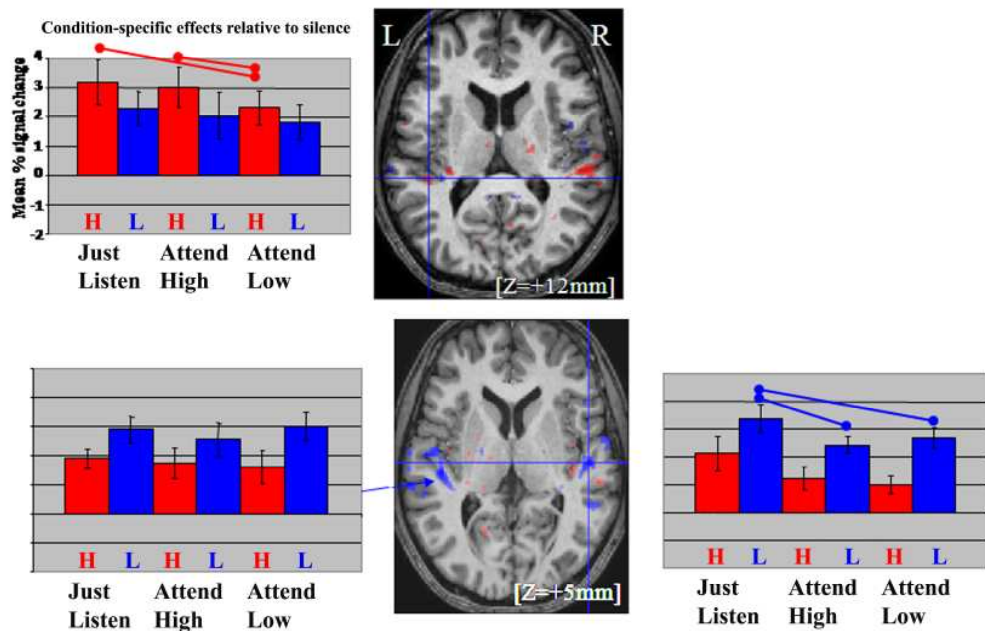 Condition-specific effects relative to silence
Mean % signal change
4
3
2
1
0
-1
-2
H L H L H L
Just Listen
Attend High
Attend Low
L R
[Z=+12mm]
H L H L H L
Just Listen
Attend High
Attend Low
[Z=+5mm]
H L H L H L
Just Listen
Attend High
Attend Low